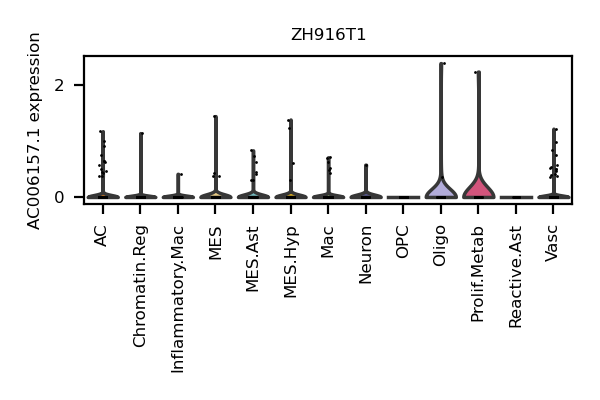 ZH916T1
AC006157.1 expression
2
0
AC
Chromatin.Reg
Inflammatory.Mac
MES
MES.Ast
MES.Hyp
Mac
Neuron
OPC
Oligo
Prolif.Metab
Reactive.Ast
Vasc